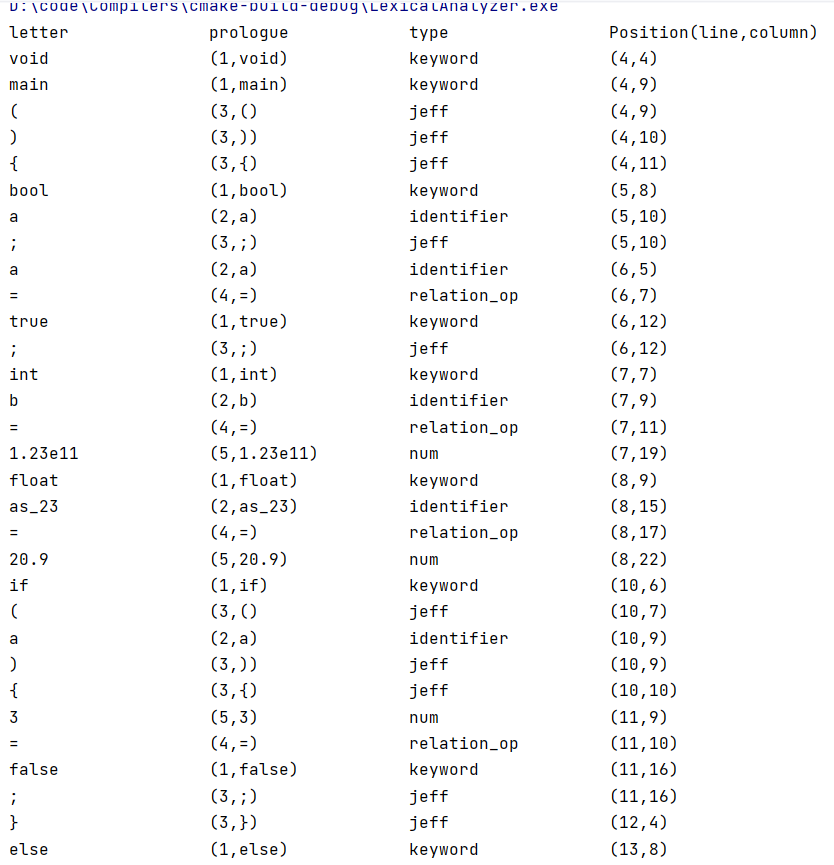 D:\code\Compilers\cmake-build-debug\LexicalAnalyzer.exe
letter prologue type Position(line,column)
void (1,void) keyword (4,4)
main (1,main) keyword (4,9)
( (3,() jeff (4,9)
) (3,)) jeff (4,10)
{ (3,{) jeff (4,11)
bool (1,bool) keyword (5,8)
a (2,a) identifier (5,10)
; (3,;) jeff (5,10)
a (2,a) identifier (6,5)
= (4,=) relation_op (6,7)
true (1,true) keyword (6,12)
; (3,;) jeff (6,12)
int (1,int) keyword (7,7)
b (2,b) identifier (7,9)
= (4,=) relation_op (7,11)
1.23e11 (5,1.23e11) num (7,19)
float (1,float) keyword (8,9)
as_23 (2,as_23) identifier (8,15)
= (4,=) relation_op (8,17)
20.9 (5,20.9) num (8,22)
if (1,if) keyword (10,6)
( (3,() jeff (10,7)
a (2,a) identifier (10,9)
) (3,)) jeff (10,9)
{ (3,{) jeff (10,10)
3 (5,3) num (11,9)
= (4,=) relation_op (11,10)
false (1,false) keyword (11,16)
; (3,;) jeff (11,16)
} (3,}) jeff (12,4)
else (1,else) keyword (13,8)